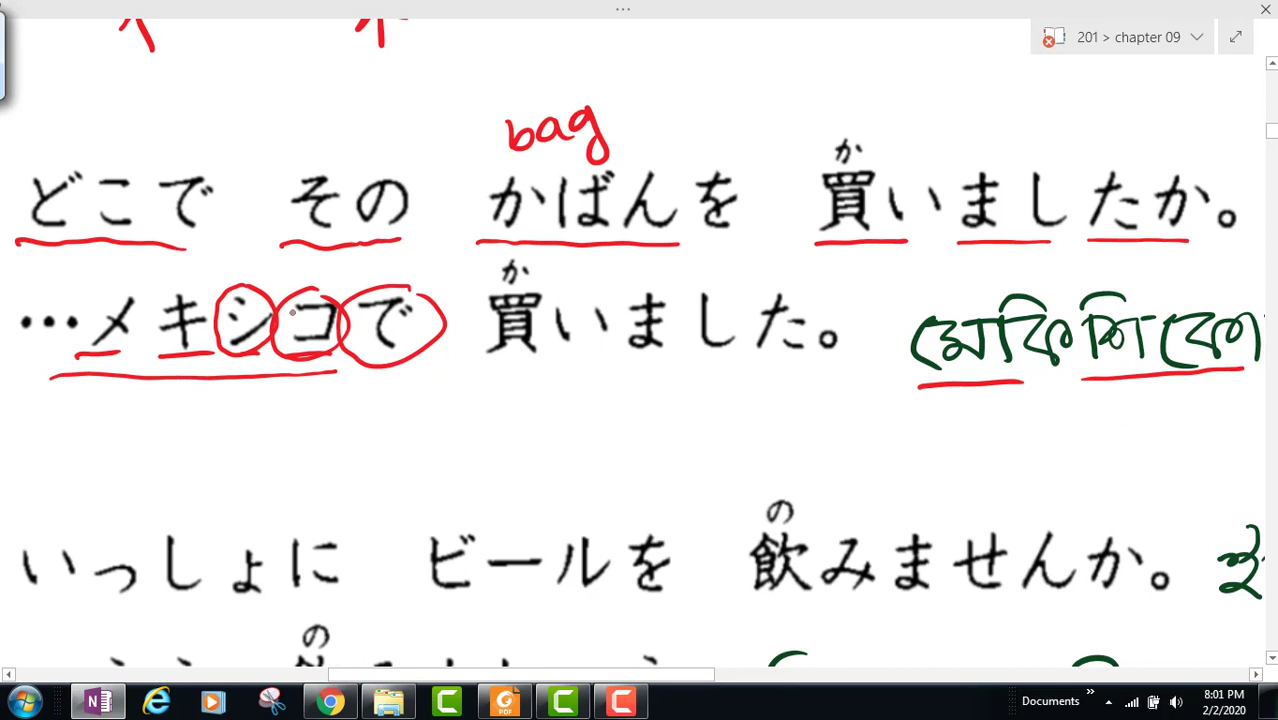 201 > chapter 09
bag
か
どこで その かばんを 買いましたか。
か
…メキシコで 買いました。 মেকিশিকো
の
いっしょに ビールを 飲みませんか。
の
Documents
8:01 PM
2/2/2020